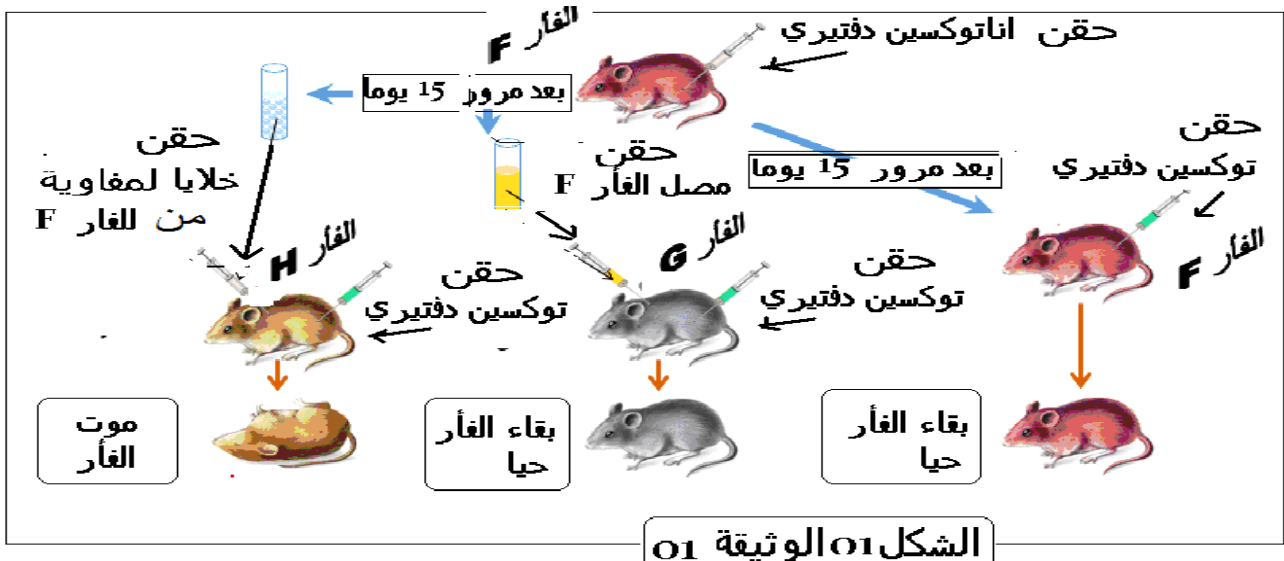 حقن اناتوكسين دفتيري
الفأر F
بعد مرور 15 يوما
حقن
توكسين دفتيري
بعد مرور 15 يوما
الفأر F
حقن
مصل الفأر F
حقن
خلايا لمفاوية
من الفار F
الفأر G
حقن
توكسين دفتيري
الفأر H
حقن
توكسين دفتيري
بقاء الفأر
حيا
بقاء الفأر
حيا
موت
الفأر
الشكل 01 الوثيقة 01